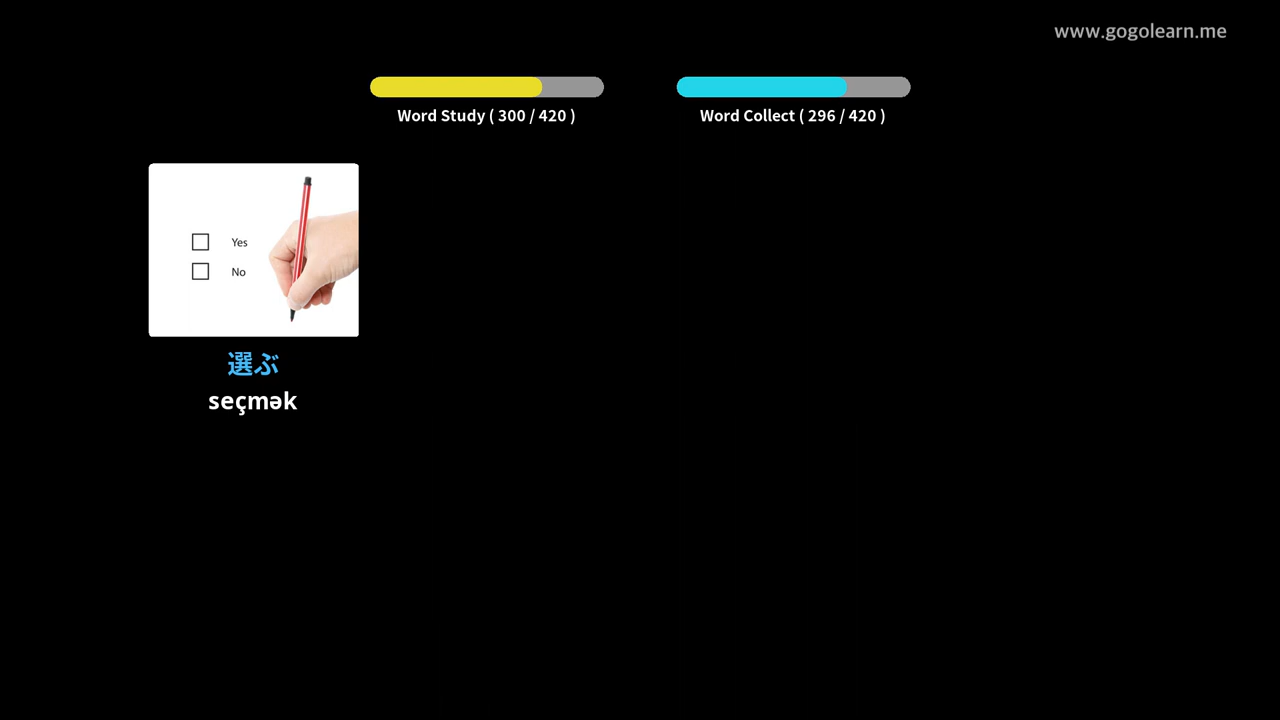 www.gogolearn.me
Word Study ( 300 / 420 )
Word Collect ( 296 / 420 )
Yes
No
選ぶ
seçmək